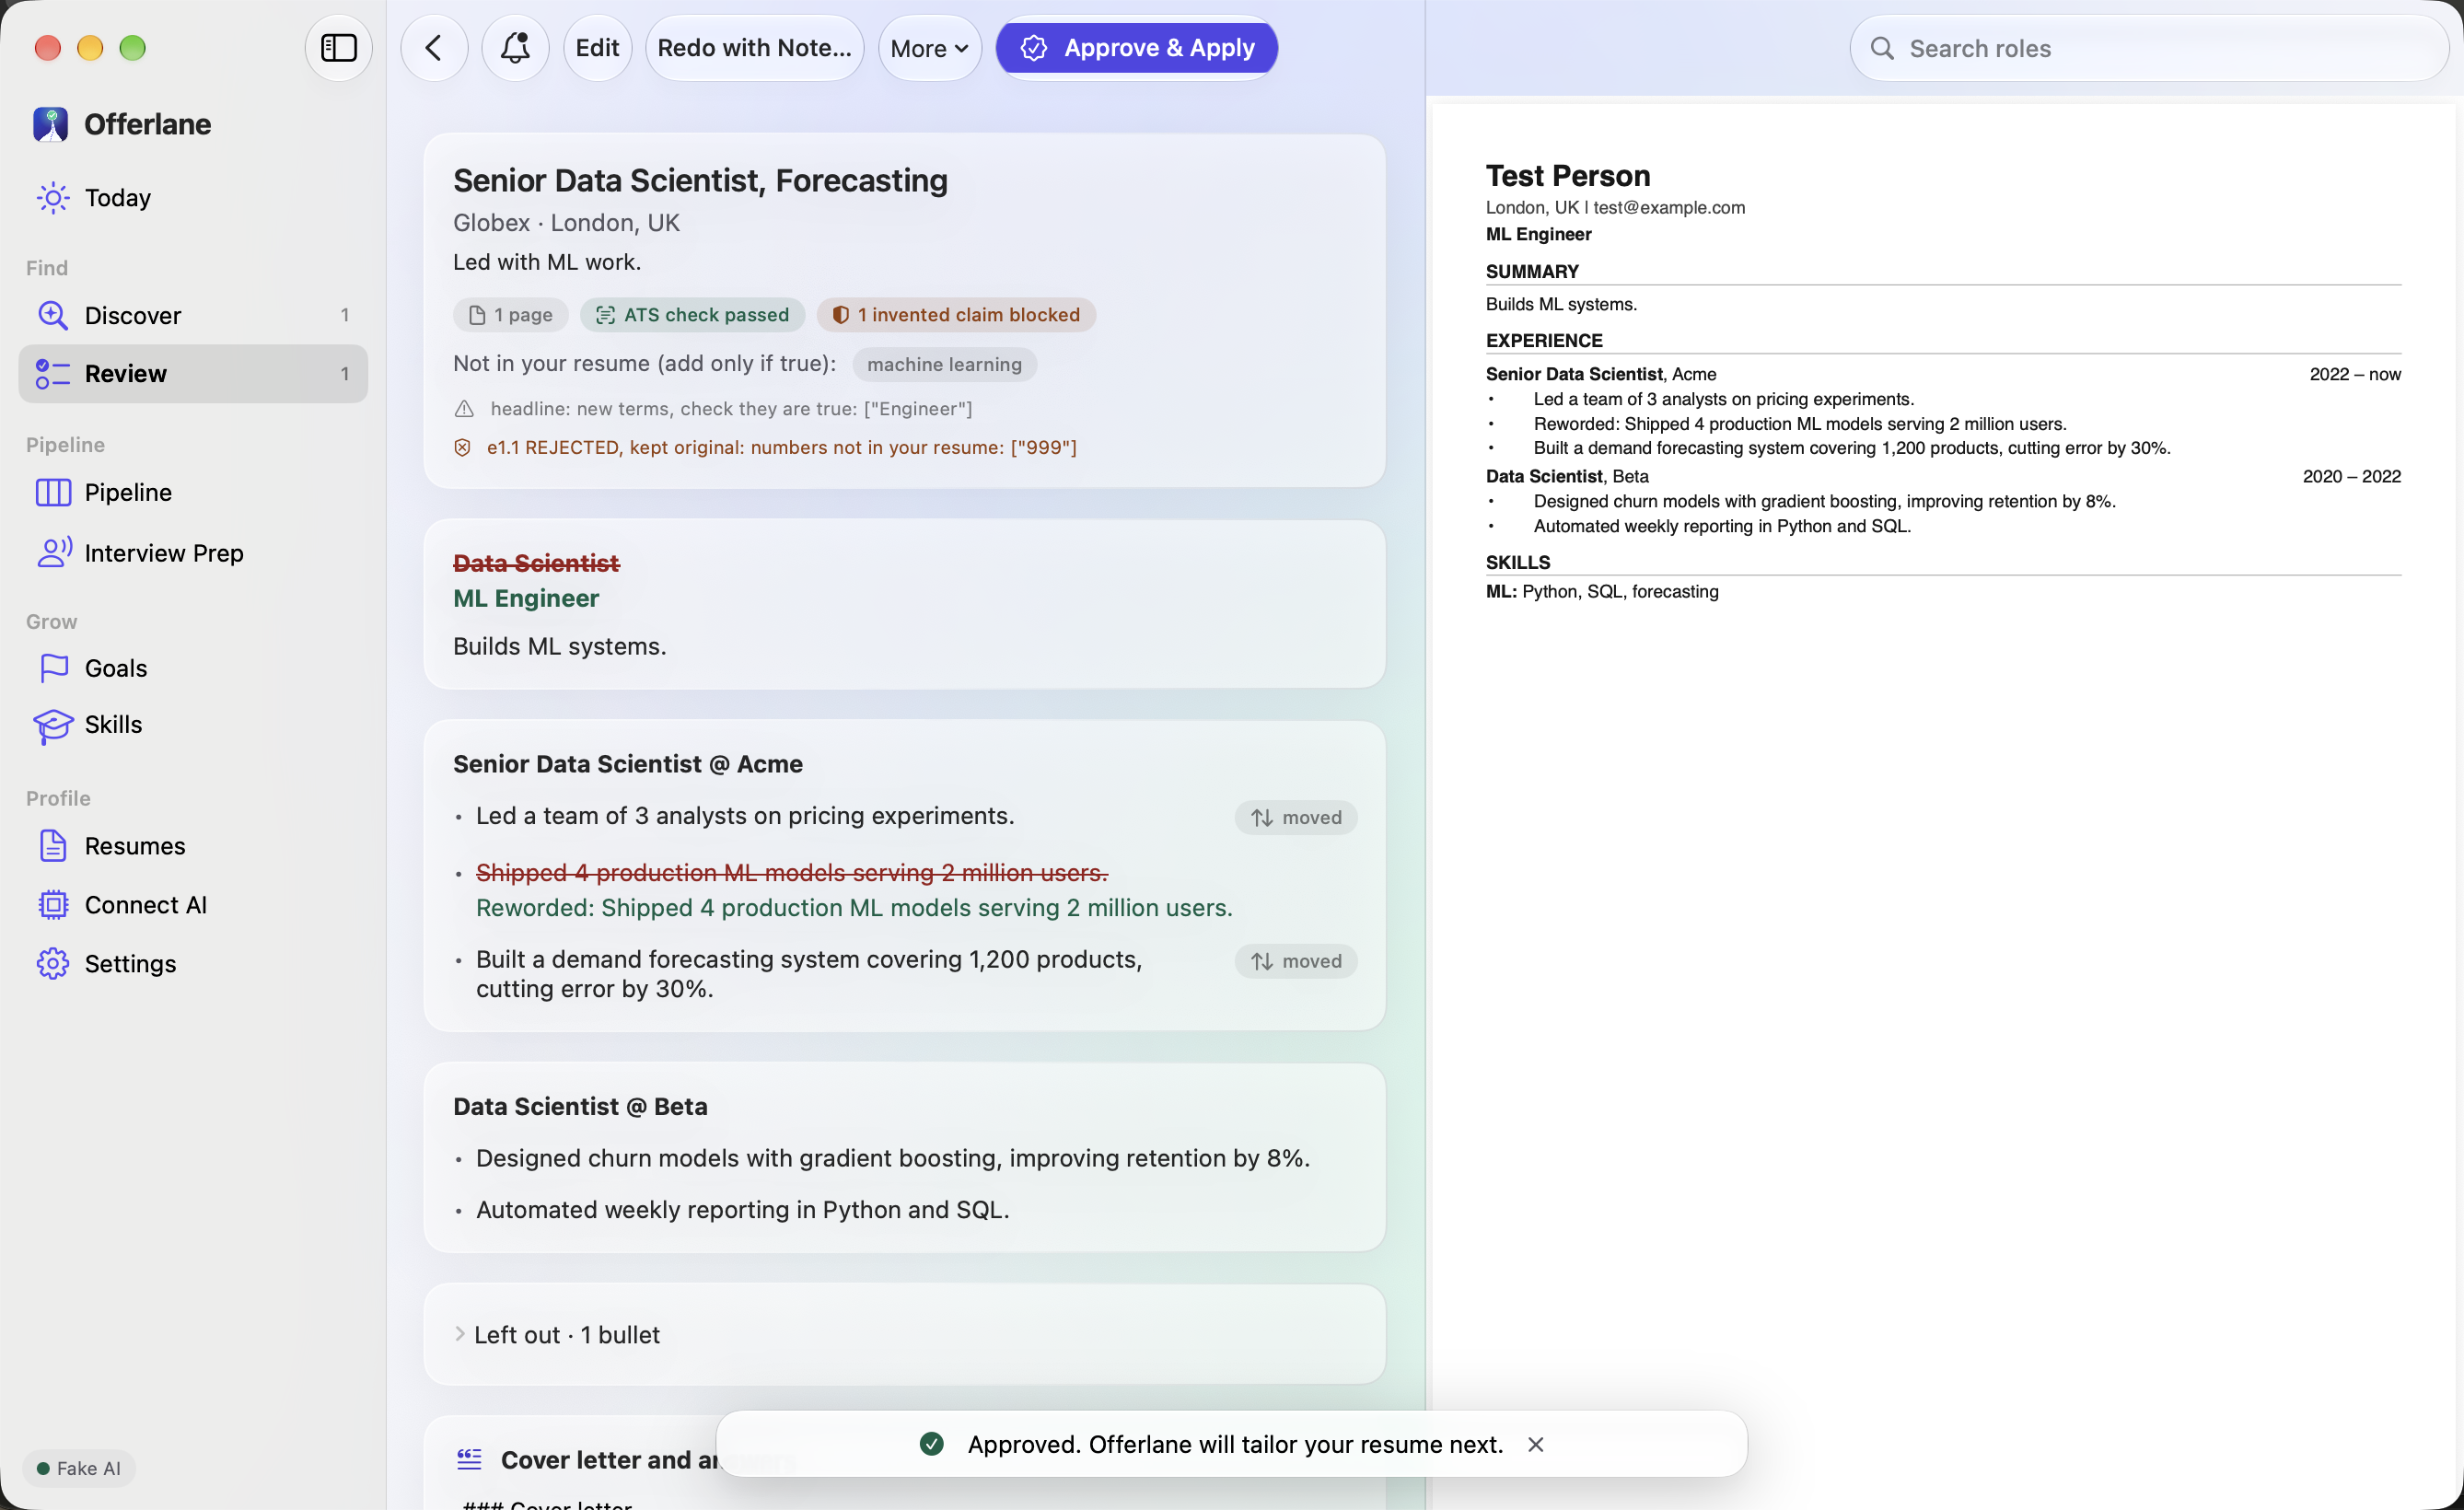 Offerlane
Today
Find
Discover 1
Review 1
Pipeline
Pipeline
Interview Prep
Grow
Goals
Skills
Profile
Resumes
Connect AI
Settings
Fake AI
Edit
Redo with Note...
More
Approve & Apply
Search roles
Senior Data Scientist, Forecasting
Globex · London, UK
Led with ML work.
1 page
ATS check passed
1 invented claim blocked
Not in your resume (add only if true): machine learning
headline: new terms, check they are true: ["Engineer"]
e1.1 REJECTED, kept original: numbers not in your resume: ["999"]
Data Scientist
ML Engineer
Builds ML systems.
Senior Data Scientist @ Acme
• Led a team of 3 analysts on pricing experiments. moved
• Shipped 4 production ML models serving 2 million users.
Reworded: Shipped 4 production ML models serving 2 million users.
• Built a demand forecasting system covering 1,200 products, moved
cutting error by 30%.
Data Scientist @ Beta
• Designed churn models with gradient boosting, improving retention by 8%.
• Automated weekly reporting in Python and SQL.
Left out · 1 bullet
Cover letter and
### Cover letter
Approved. Offerlane will tailor your resume next.
Test Person
London, UK | test@example.com
ML Engineer
SUMMARY
Builds ML systems.
EXPERIENCE
Senior Data Scientist, Acme 2022 – now
• Led a team of 3 analysts on pricing experiments.
• Reworded: Shipped 4 production ML models serving 2 million users.
• Built a demand forecasting system covering 1,200 products, cutting error by 30%.
Data Scientist, Beta 2020 – 2022
• Designed churn models with gradient boosting, improving retention by 8%.
• Automated weekly reporting in Python and SQL.
SKILLS
ML: Python, SQL, forecasting